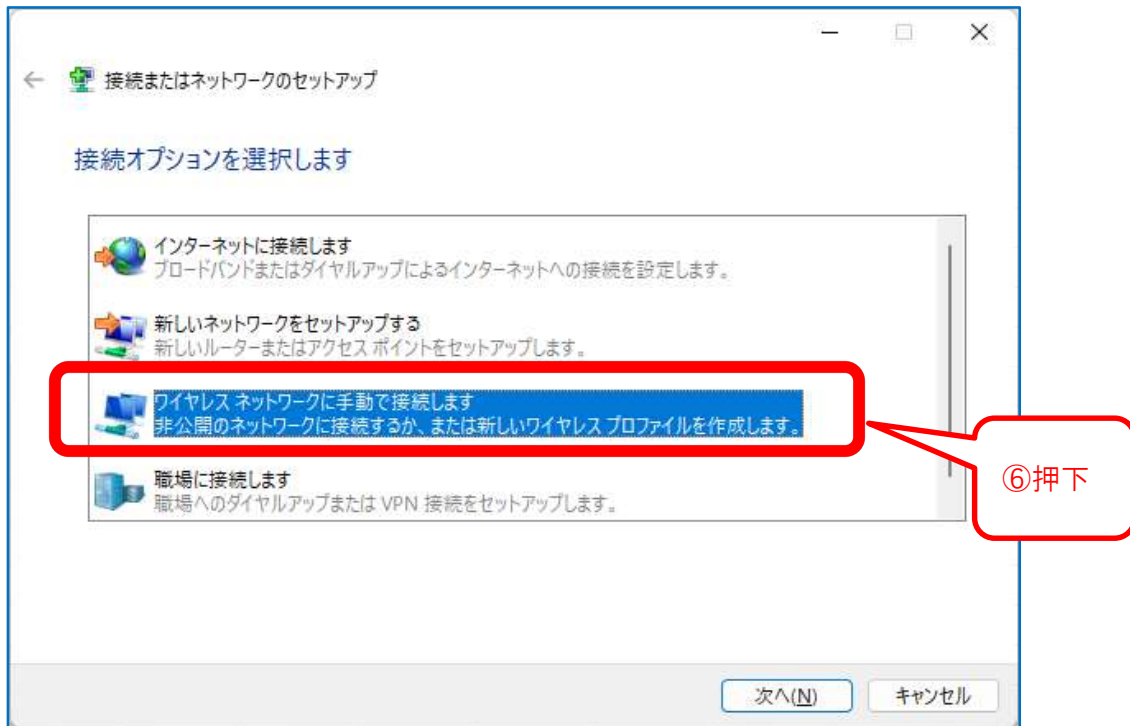 接続またはネットワークのセットアップ
接続オプションを選択します
インターネットに接続します
ブロードバンドまたはダイヤルアップによるインターネットへの接続を設定します。
新しいネットワークをセットアップする
新しいルーターまたはアクセス ポイントをセットアップします。
ワイヤレス ネットワークに手動で接続します
非公開のネットワークに接続するか、または新しいワイヤレス プロファイルを作成します。
⑥押下
職場に接続します
職場へのダイヤルアップまたは VPN 接続をセットアップします。
次へ(N)
キャンセル